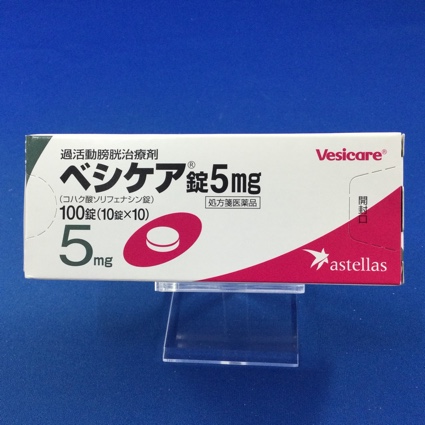 過活動膀胱治療剤
Vesicare®
ベシケア®錠5mg
(コハク酸ソリフェナシン錠)
処方箋医薬品
100錠(10錠×10)
5mg
開封口
astellas